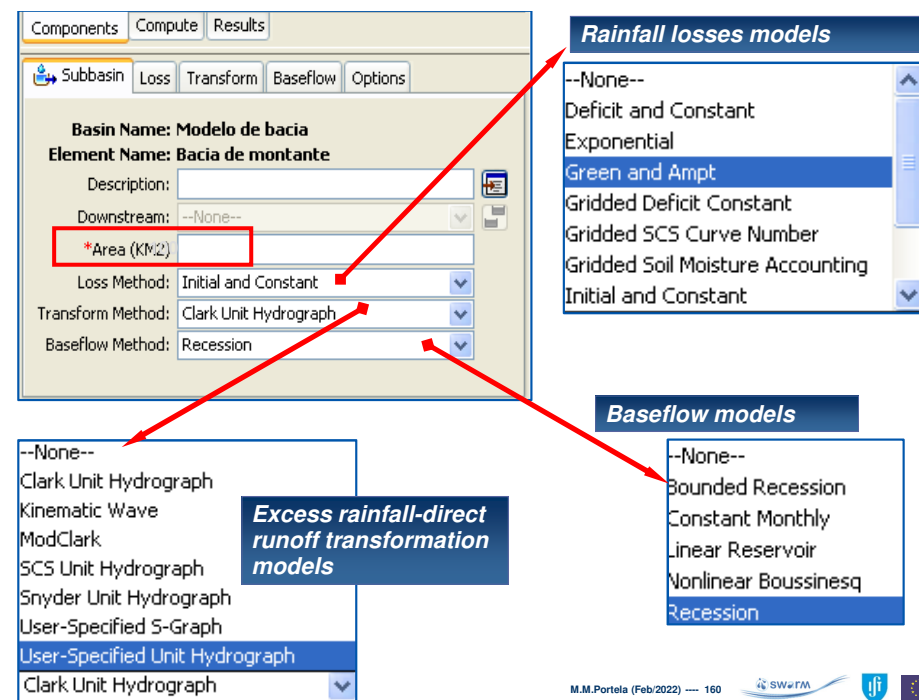 Components Compute Results
Subbasin Loss Transform Baseflow Options
Basin Name: Modelo de bacia
Element Name: Bacia de montante
Description:
Downstream: --None--
*Area (KM2)
Loss Method: Initial and Constant
Transform Method: Clark Unit Hydrograph
Baseflow Method: Recession
Rainfall losses models
--None--
Deficit and Constant
Exponential
Green and Ampt
Gridded Deficit Constant
Gridded SCS Curve Number
Gridded Soil Moisture Accounting
Initial and Constant
--None--
Clark Unit Hydrograph
Kinematic Wave
ModClark
SCS Unit Hydrograph
Snyder Unit Hydrograph
User-Specified S-Graph
User-Specified Unit Hydrograph
Clark Unit Hydrograph
Excess rainfall-direct
runoff transformation
models
Baseflow models
--None--
Bounded Recession
Constant Monthly
Linear Reservoir
Nonlinear Boussinesq
Recession
M.M.Portela (Feb/2022) ---- 160
swarm